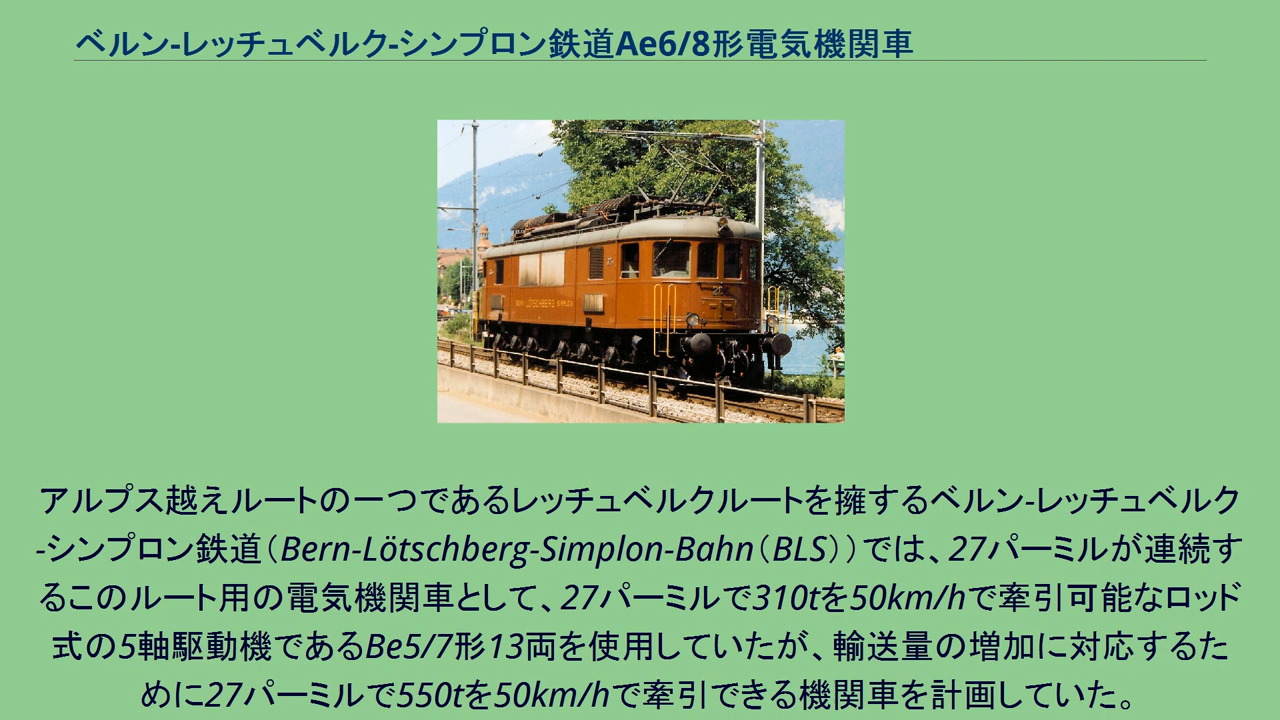 ベルン-レッチュベルク-シンプロン鉄道Ae6/8形電気機関車
LÖTSCHBERG
アルプス越えルートの一つであるレッチュベルクルートを擁するベルン-レッチュベルク
-シンプロン鉄道（Bern-Lötschberg-Simplon-Bahn（BLS））では、27パーミルが連続す
るこのルート用の電気機関車として、27パーミルで310tを50km/hで牽引可能なロッド
式の5軸駆動機であるBe5/7形13両を使用していたが、輸送量の増加に対応するた
めに27パーミルで550tを50km/hで牽引できる機関車を計画していた。